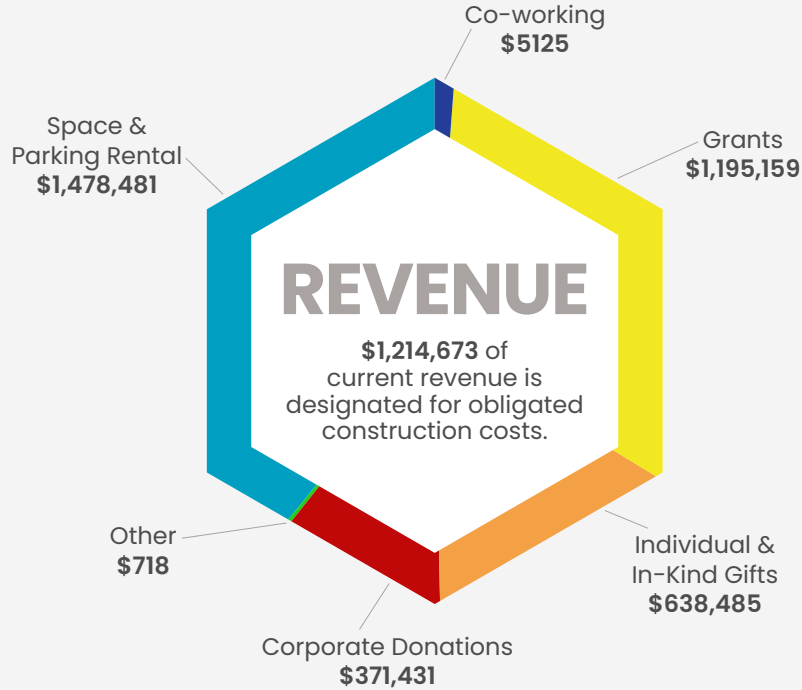 Co-working
$5125
Space &
Parking Rental
$1,478,481
Grants
$1,195,159
REVENUE
$1,214,673 of
current revenue is
designated for obligated
construction costs.
Other
$718
Individual &
In-Kind Gifts
$638,485
Corporate Donations
$371,431